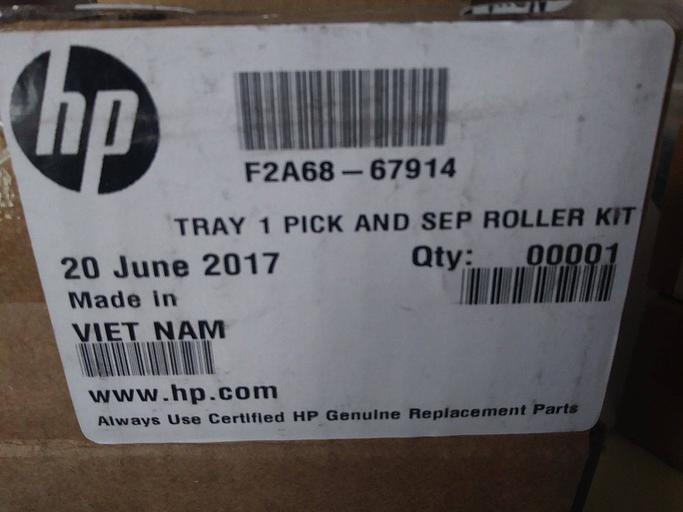 hp
F2A68-67914
TRAY 1 PICK AND SEP ROLLER KIT
20 June 2017 Qty: 00001
Made in
VIET NAM
www.hp.com
Always Use Certified HP Genuine Replacement Parts